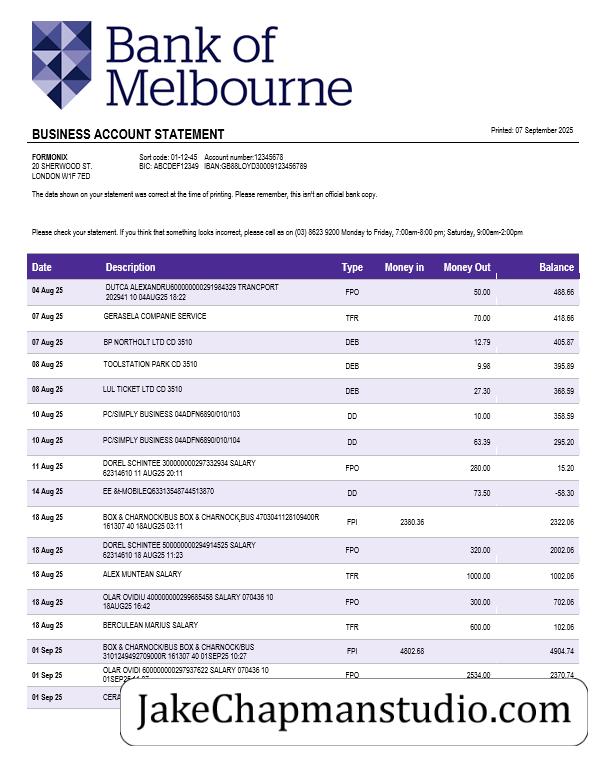 Bank of
Melbourne
BUSINESS ACCOUNT STATEMENT
Printed: 07 September 2025
FORMONIX
20 SHERWOOD ST.
LONDON W1F 7ED
Sort code: 01-12-45 Account number:12345678
BIC: ABCDEF12349 IBAN:GB88LOYD30009123456789
The data shown on your statement was correct at the time of printing. Please remember, this isn't an official bank copy.
Please check your statement. If you think that something looks incorrect, please call as on (03) 8623 9200 Monday to Friday, 7:00am-8:00 pm; Saturday, 9:00am-2:00pm
Date Description Type Money in Money Out Balance
04 Aug 25 DUTCA ALEXANDRU600000000291984329 TRANCPORT FPO 50.00 488.66
202941 10 04AUG25 18:22
07 Aug 25 GERASELA COMPANIE SERVICE TFR 70.00 418.66
07 Aug 25 BP NORTHOLT LTD CD 3510 DEB 12.79 405.87
08 Aug 25 TOOLSTATION PARK CD 3510 DEB 9.98 395.89
08 Aug 25 LUL TICKET LTD CD 3510 DEB 27.30 368.59
10 Aug 25 PC/SIMPLY BUSINESS 04ADFN6890/010/103 DD 10.00 358.59
10 Aug 25 PC/SIMPLY BUSINESS 04ADFN6890/010/104 DD 63.39 295.20
11 Aug 25 DOREL SCHINTEE 300000000297332934 SALARY FPO 280.00 15.20
62314610 11 AUG25 20:11
14 Aug 25 EE &t-MOBILEQ63313548744513870 DD 73.50 -58.30
18 Aug 25 BOX & CHARNOCK/BUS BOX & CHARNOCK,BUS 4703041128109400R FPI 2380.36 2322.06
161307 40 18AUG25 03:11
18 Aug 25 DOREL SCHINTEE 500000000294914525 SALARY FPO 320.00 2002.06
62314610 18 AUG25 11:23
18 Aug 25 ALEX MUNTEAN SALARY TFR 1000.00 1002.06
18 Aug 25 OLAR OVIDIU 400000000299685458 SALARY 070436 10 FPO 300.00 702.06
18AUG25 16:42
18 Aug 25 BERCULEAN MARIUS SALARY TFR 600.00 102.06
01 Sep 25 BOX & CHARNOCK/BUS BOX & CHARNOCK/BUS FPI 4802.68 4904.74
3101249492709000R 161307 40 01SEP25 10:27
01 Sep 25 OLAR OVIDI 600000000297937622 SALARY 070436 10 FPO 2534.00 2370.74
01 Sep 25
JakeChapmanstudio.com